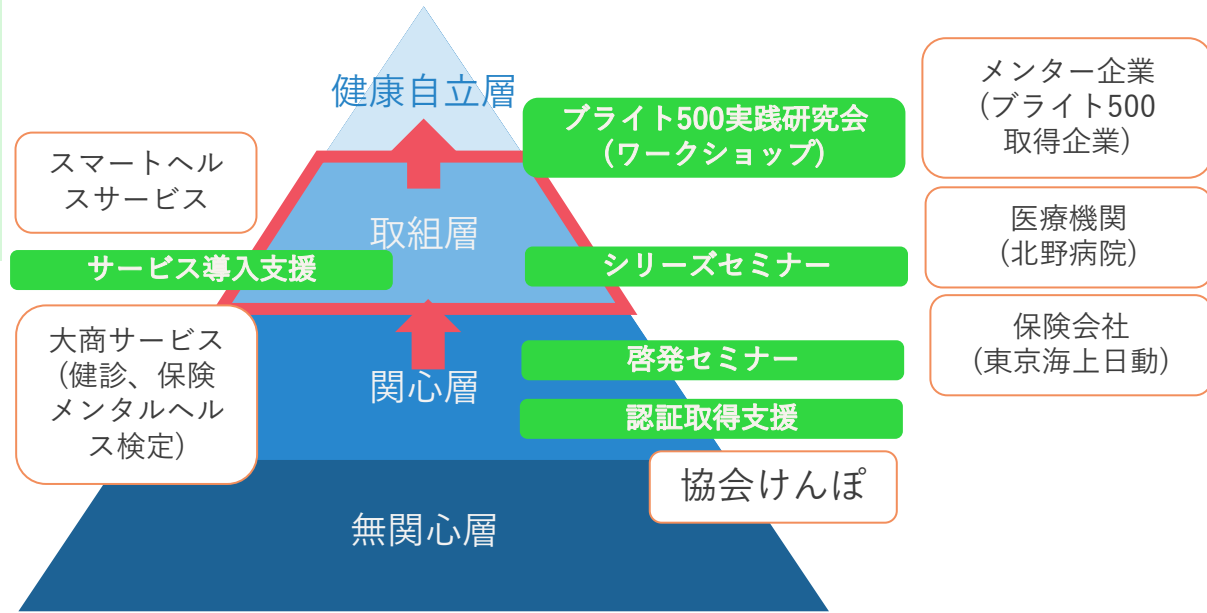 健康自立層
ブライト500実践研究会
(ワークショップ)
メンター企業
(ブライト500
取得企業)
スマートヘル
スサービス
取組層
医療機関
(北野病院)
サービス導入支援
シリーズセミナー
大商サービス
(健診、保険
メンタルヘル
ス検定)
保険会社
(東京海上日動)
啓発セミナー
関心層
認証取得支援
協会けんぽ
無関心層